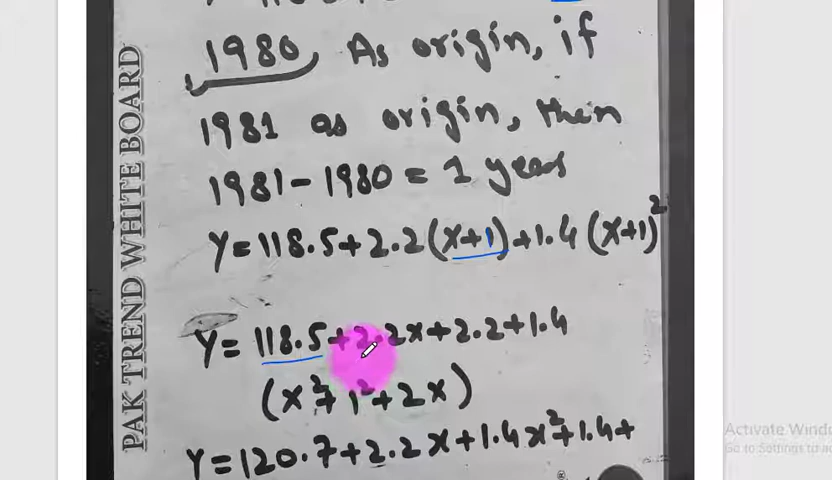 1980 As origin, if
1981 as origin, then
1981-1980 = 1 years
Y=118.5+2.2(x+1)+1.4(x+1)²
Y= 118.5+2.2x+2.2+1.4
(x²+1²+2x)
Y=120.7+2.2x+1.4x²+1.4+
PAK TREND WHITE BOARD
Activate Wind
Go to Settings to a